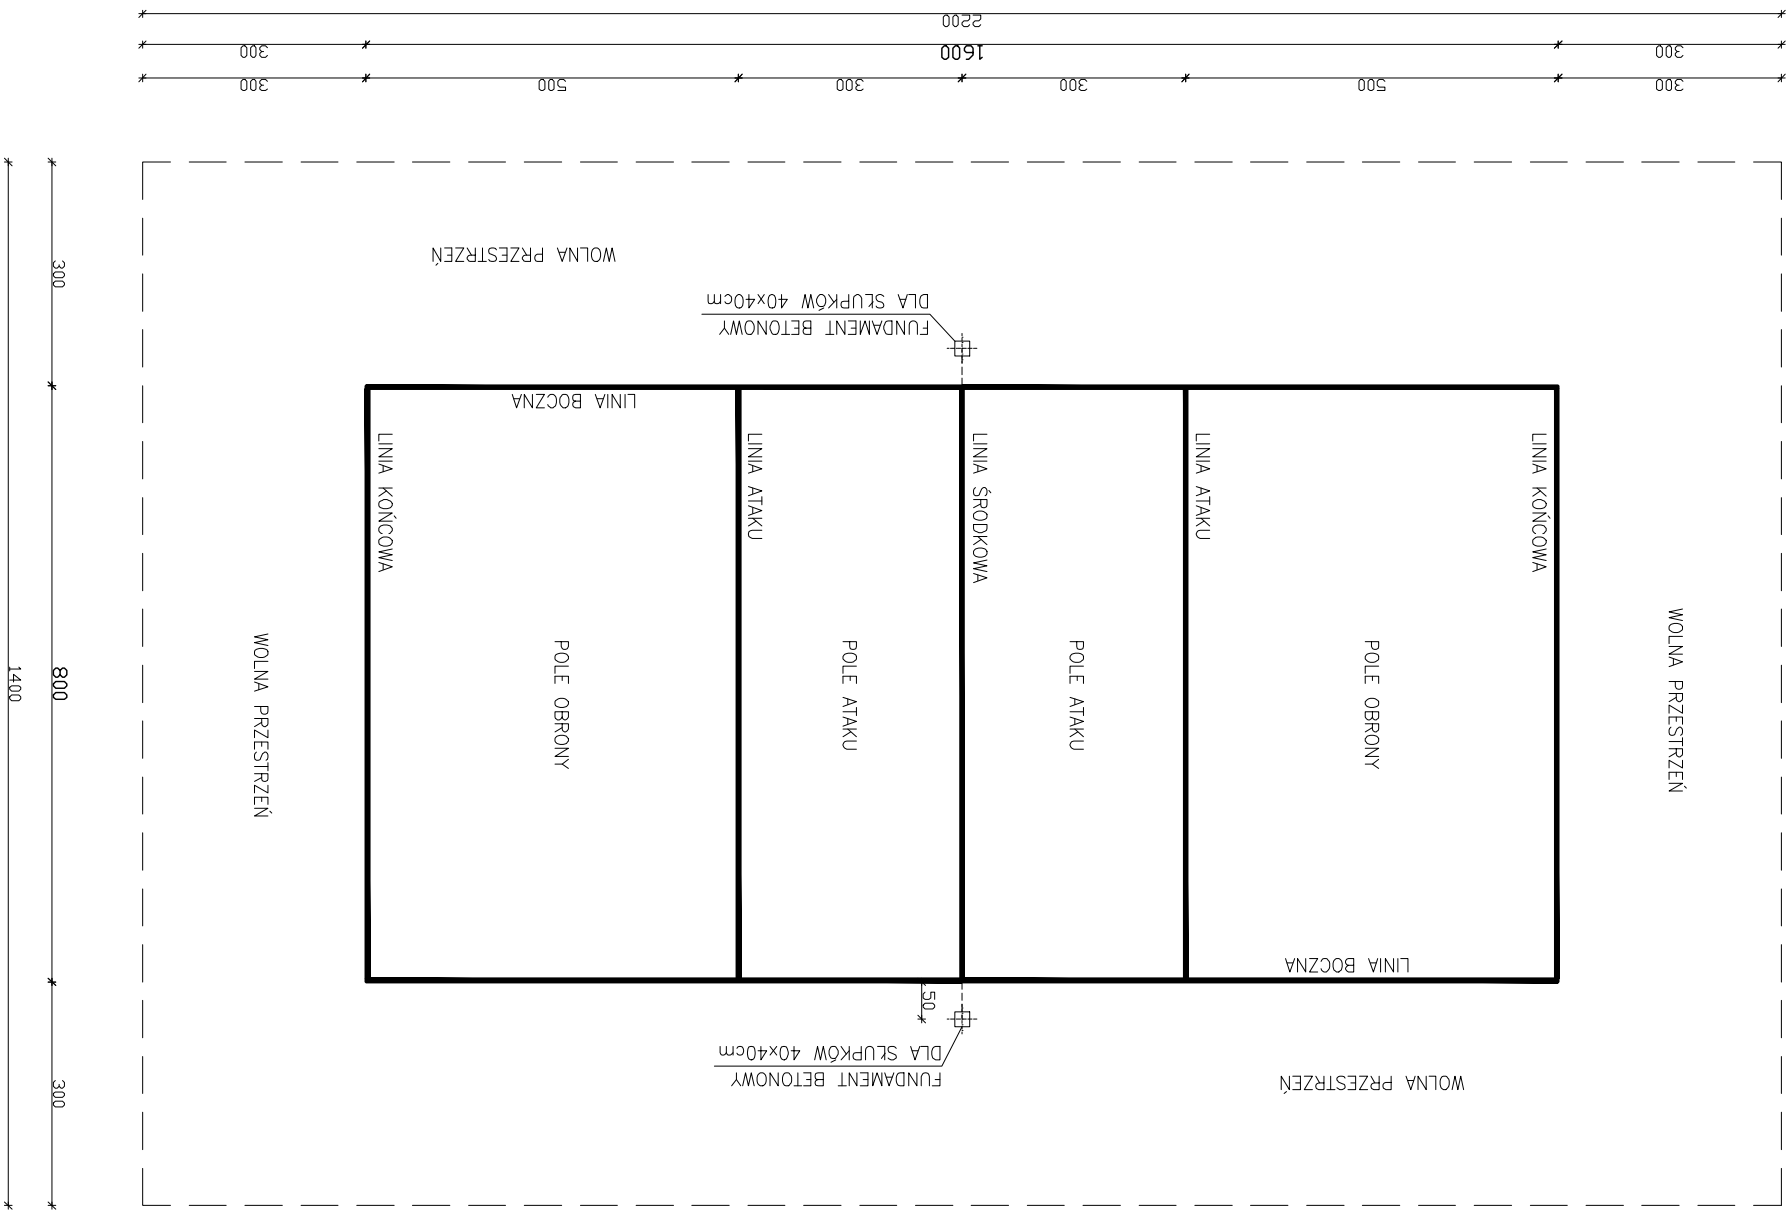 2200
300
1600
300
300
500
300
300
500
300
1400
300
800
300
WOLNA PRZESTRZEŃ
FUNDAMENT BETONOWY
DLA SŁUPKÓW 40x40cm
LINIA BOCZNA
LINIA KOŃCOWA
LINIA ATAKU
LINIA ŚRODKOWA
LINIA ATAKU
LINIA KOŃCOWA
WOLNA PRZESTRZEŃ
POLE OBRONY
POLE ATAKU
POLE ATAKU
POLE OBRONY
WOLNA PRZESTRZEŃ
LINIA BOCZNA
50
FUNDAMENT BETONOWY
DLA SŁUPKÓW 40x40cm
WOLNA PRZESTRZEŃ